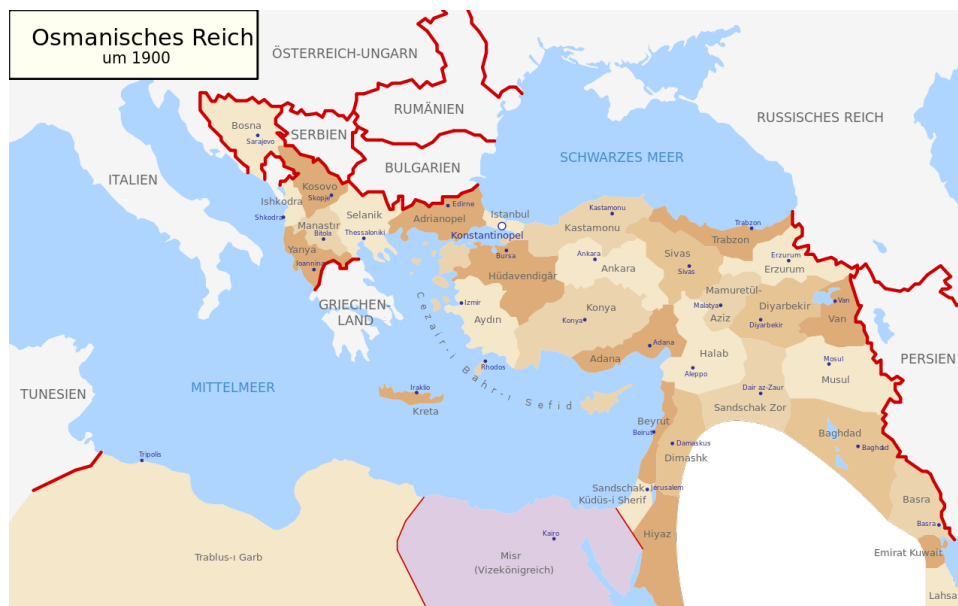 Osmanisches Reich
um 1900
ÖSTERREICH-UNGARN
RUMÄNIEN
RUSSISCHES REICH
SERBIEN
BULGARIEN
ITALIEN
SCHWARZES MEER
Bosna
Sarajevo
Kosovo
Skopje
Ishkodra
Shkodra
Manastır
Bitola
Selanik
Thessaloniki
Yanya
Ioannina
Adrianopel
Edirne
Istanbul
Konstantinopel
Bursa
Hüdavendigâr
Kastamonu
Kastamonu
Ankara
Ankara
Sivas
Sivas
Trabzon
Trabzon
Erzurum
Erzurum
Mamuretül-
Aziz
Malatya
Diyarbekir
Diyarbekir
Van
Van
GRIECHEN-
LAND
Izmir
Aydın
Konya
Konya
Adana
Adana
Rhodos
Cezair-i Bahr-ı Sefid
Halab
Aleppo
Mosul
Musul
Dair az-Zaur
Sandschak Zor
PERSIEN
TUNESIEN
MITTELMEER
Iraklio
Kreta
Beyrut
Beirut
Damaskus
Dimashk
Baghdad
Baghdad
Tripolis
Sandschak
Küdüs-i Sherif
Jerusalem
Basra
Basra
Hiyaz
Kairo
Misr
(Vizekönigreich)
Trablus-ı Garb
Emirat Kuwait
Lahsa